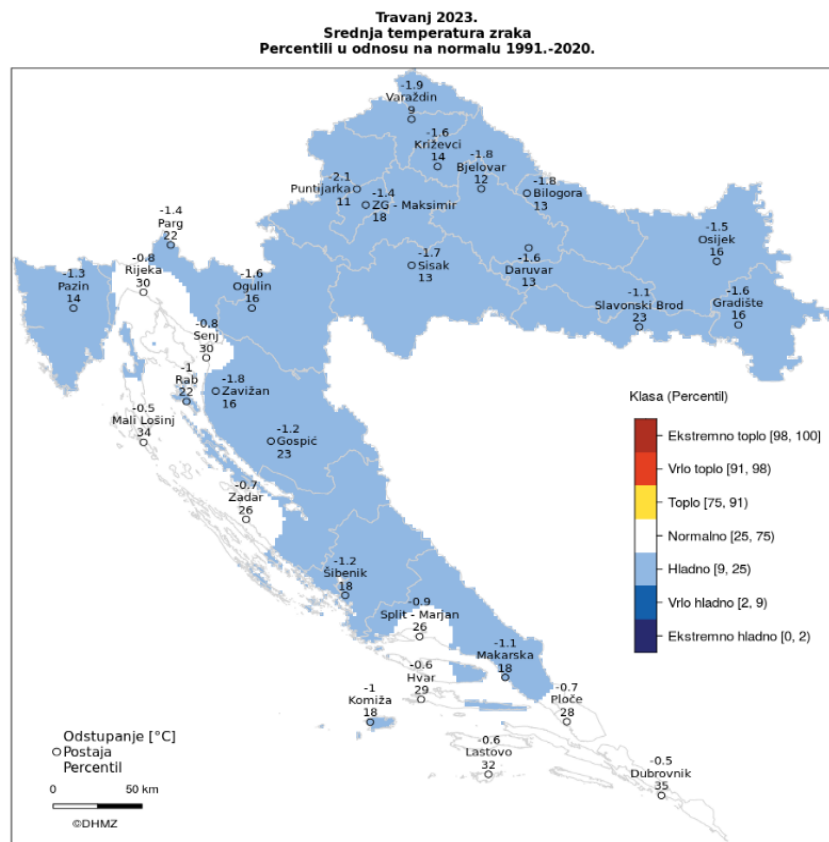 Travanj 2023.
Srednja temperatura zraka
Percentili u odnosu na normalu 1991.-2020.
-1.9
Varaždin
9
-1.6
Križevci
14
-1.8
Bjelovar
12
-1.8
Bilogora
13
-2.1
Puntijarka
11
-1.4
ZG - Maksimir
18
-1.4
Parg
22
-0.8
Rijeka
30
-1.3
Pazin
14
-1.6
Ogulin
16
-1.7
Sisak
13
-1.6
Daruvar
13
-1.5
Osijek
16
-1.1
Slavonski Brod
23
-1.6
Gradište
16
-0.8
Senj
30
-1
Rab
22
-1.8
Zavižan
16
-0.5
Mali Lošinj
34
-1.2
Gospić
23
-0.7
Zadar
26
-1.2
Šibenik
18
-0.9
Split - Marjan
26
-1.1
Makarska
18
-0.6
Hvar
29
-1
Komiža
18
-0.7
Ploče
28
-0.6
Lastovo
32
-0.5
Dubrovnik
35
Klasa (Percentil)
Ekstremno toplo [98, 100]
Vrlo toplo [91, 98)
Toplo [75, 91)
Normalno [25, 75)
Hladno [9, 25)
Vrlo hladno [2, 9)
Ekstremno hladno [0, 2)
Odstupanje [°C]
Postaja
Percentil
0 50 km
©DHMZ